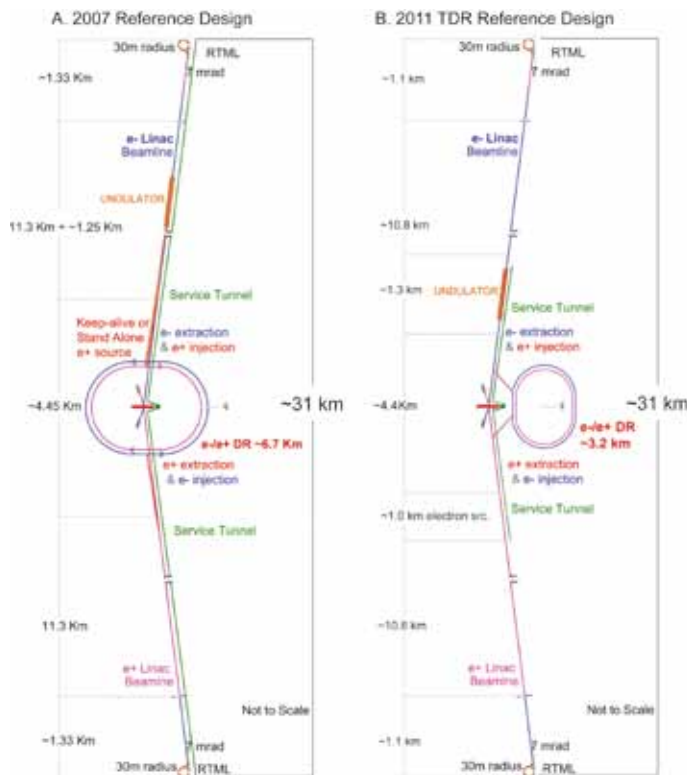 A. 2007 Reference Design
30m radius
RTML
7 mrad
~1.33 Km
e- Linac
Beamline
UNDULATOR
11.3 Km + ~1.25 Km
Service Tunnel
Keep-alive or
Stand Alone
e+ source
e- extraction
& e+ injection
~4.45 Km
~31 km
e-/e+ DR ~6.7 Km
e+ extraction
& e- injection
Service Tunnel
11.3 Km
e+ Linac
Beamline
Not to Scale
~1.33 Km
7 mrad
30m radius
RTML
B. 2011 TDR Reference Design
30m radius
RTML
7 mrad
~1.1 km
e- Linac
Beamline
~10.8 km
~1.3 km
UNDULATOR
Service Tunnel
e- extraction
& e+ injection
~4.4Km
~31 km
e-/e+ DR
~3.2 km
e+ extraction
& e- injection
~1.0 km electron src.
Service Tunnel
~10.8 km
e+ Linac
Beamline
Not to Scale
~1.1 km
7 mrad
30m radius
RTML